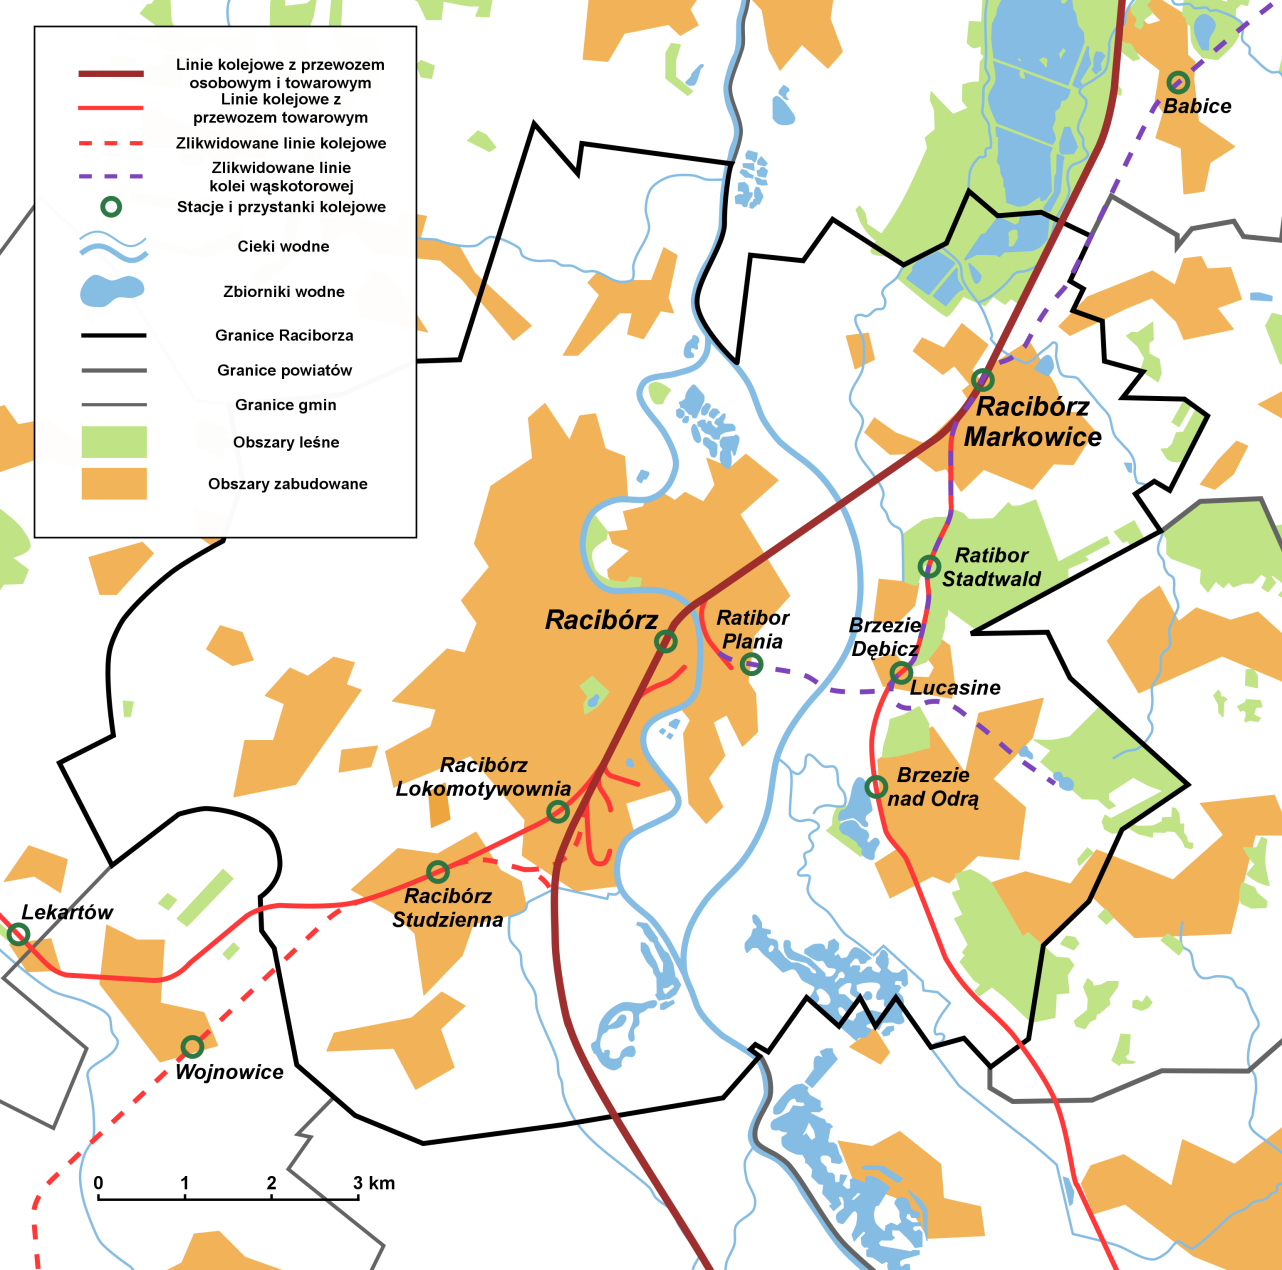 Linie kolejowe z przewozem
osobowym i towarowym
Linie kolejowe z
przewozem towarowym
Zlikwidowane linie kolejowe
Zlikwidowane linie
kolei wąskotorowej
Stacje i przystanki kolejowe
Cieki wodne
Zbiorniki wodne
Granice Raciborza
Granice powiatów
Granice gmin
Obszary leśne
Obszary zabudowane
Babice
Racibórz
Markowice
Ratibor
Stadtwald
Racibórz
Ratibor
Plania
Brzezie
Dębicz
Lucasine
Racibórz
Lokomotywownia
Brzezie
nad Odrą
Racibórz
Studzienna
Lekartów
Wojnowice
0 1 2 3 km